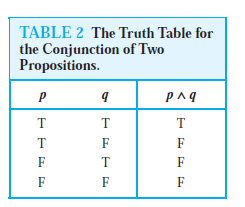 TABLE 2 The Truth Table for
the Conjunction of Two
Propositions.
p q p ∧ q
T T T
T F F
F T F
F F F